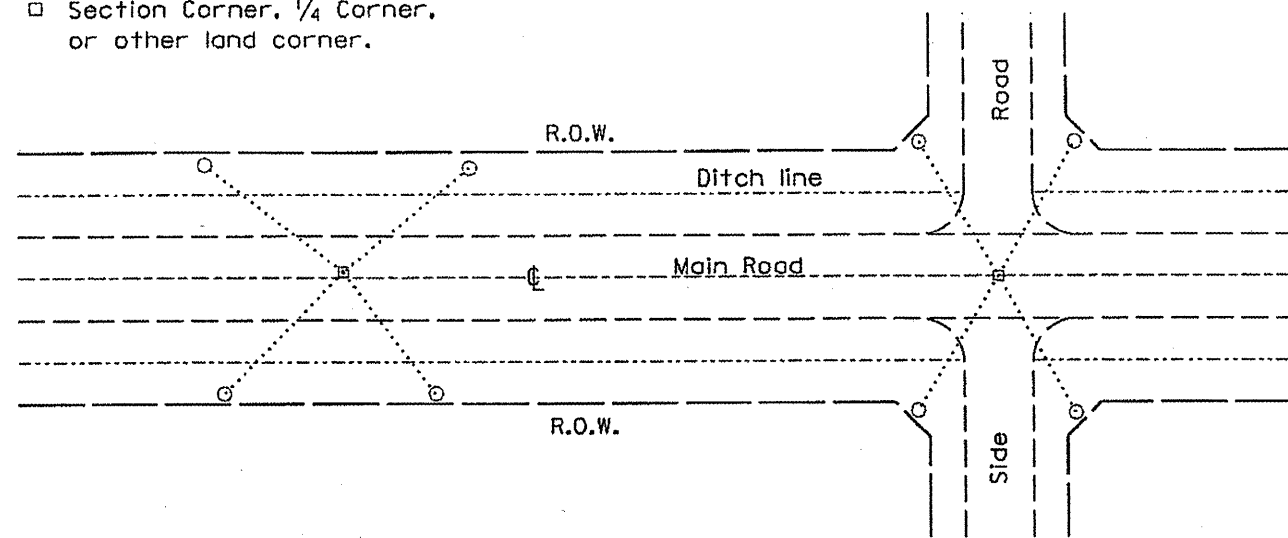 □ Section Corner, 1/4 Corner,
or other land corner.
R.O.W.
Road
Ditch line
Main Road
℄
R.O.W.
Side